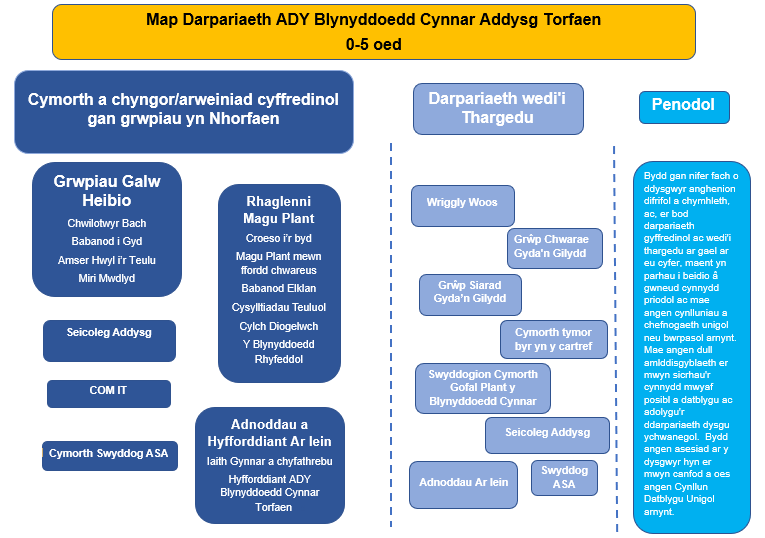 Map Darpariaeth ADY Blynyddoedd Cynnar Addysg Torfaen
0-5 oed
Cymorth a chyngor/arweiniad cyffredinol
gan grwpiau yn Nhorfaen
Grwpiau Galw
Heibio
Chwilotwyr Bach
Babanod i Gyd
Amser Hwyl i'r Teulu
Miri Mwdlyd
Seicoleg Addysg
COM IT
Cymorth Swyddog ASA
Rhaglenni
Magu Plant
Croeso i'r byd
Magu Plant mewn
ffordd chwareus
Babanod Elklan
Cysylltiadau Teuluol
Cylch Diogelwch
Y Blynyddoedd
Rhyfeddol
Adnoddau a
Hyfforddiant Ar lein
Iaith Gynnar a chyfathrebu
Hyfforddiant ADY
Blynyddoedd Cynnar
Torfaen
Darpariaeth wedi'i
Thargedu
Wriggly Woos
Grŵp Chwarae
Gyda'n Gilydd
Grŵp Siarad
Gyda'n Gilydd
Cymorth tymor
byr yn y cartref
Swyddogion Cymorth
Gofal Plant y
Blynyddoedd Cynnar
Seicoleg Addysg
Adnoddau Ar lein
Swyddog
ASA
Penodol
Bydd gan nifer fach o
ddysgwyr anghenion
difrifol a chymhleth,
ac, er bod
darpariaeth
gyffredinol ac wedi'i
thargedu ar gael ar
eu cyfer, maent yn
parhau i beidio â
gwneud cynnydd
priodol ac mae
angen cynlluniau a
chefnogaeth unigol
neu bwrpasol arnynt.
Mae angen dull
amlddisgyblaeth er
mwyn sicrhau'r
cynnydd mwyaf
posibl a datblygu ac
adolygu'r
ddarpariaeth dysgu
ychwanegol. Bydd
angen asesiad ar y
dysgwyr hyn er
mwyn canfod a oes
angen Cynllun
Datblygu Unigol
arnynt.